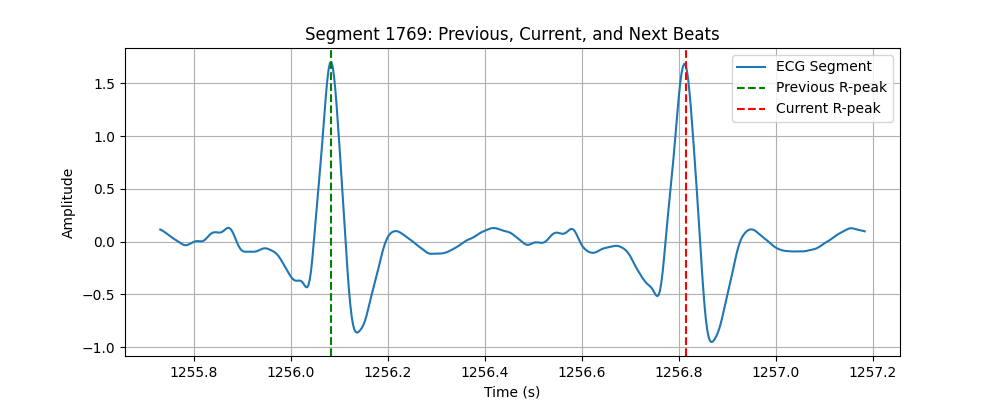 Segment 1769: Previous, Current, and Next Beats
ECG Segment
Previous R-peak
Current R-peak
Amplitude
1.5
1.0
0.5
0.0
−0.5
−1.0
1255.8 1256.0 1256.2 1256.4 1256.6 1256.8 1257.0 1257.2
Time (s)